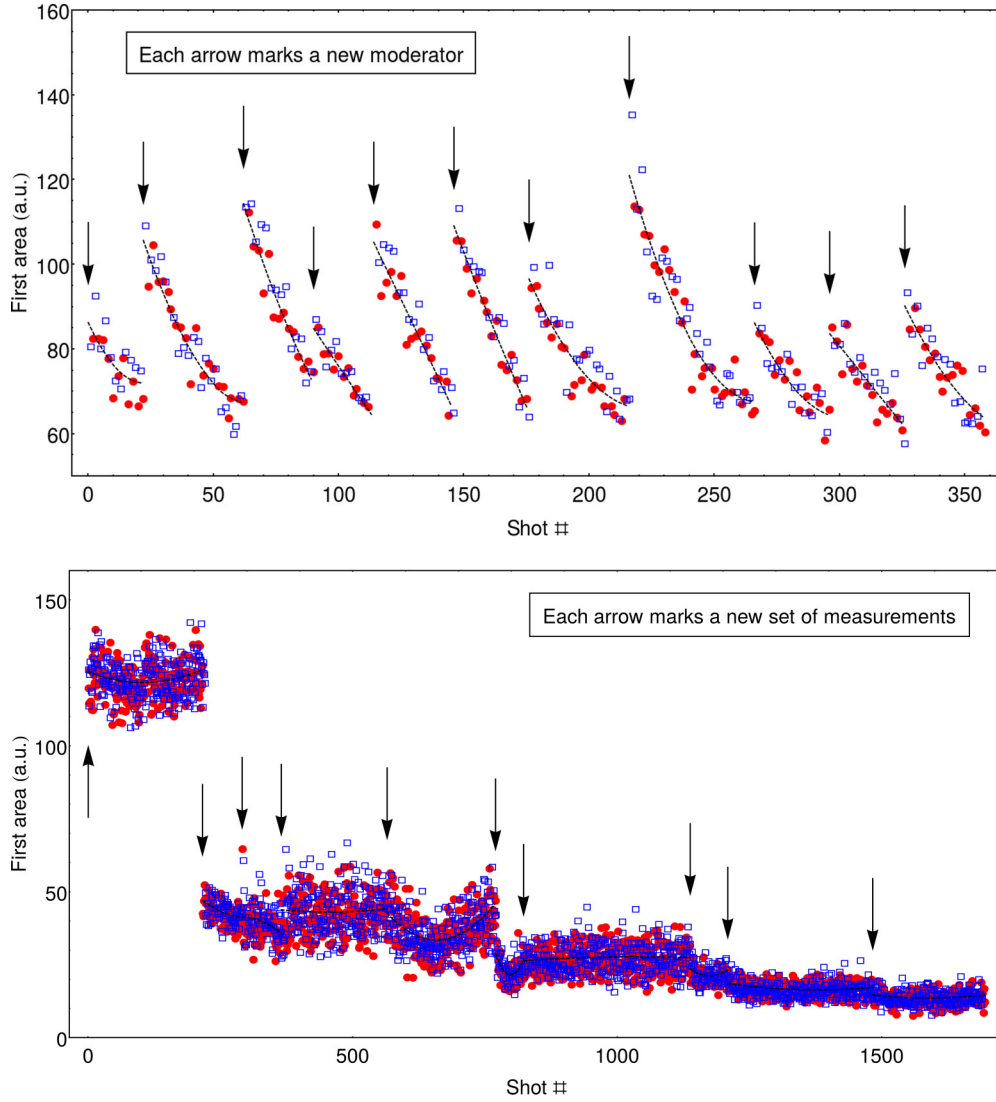 160
Each arrow marks a new moderator
140
120
First area (a.u.)
100
80
60
0 50 100 150 200 250 300 350
Shot #
150
Each arrow marks a new set of measurements
First area (a.u.)
100
50
0
0 500 1000 1500
Shot #